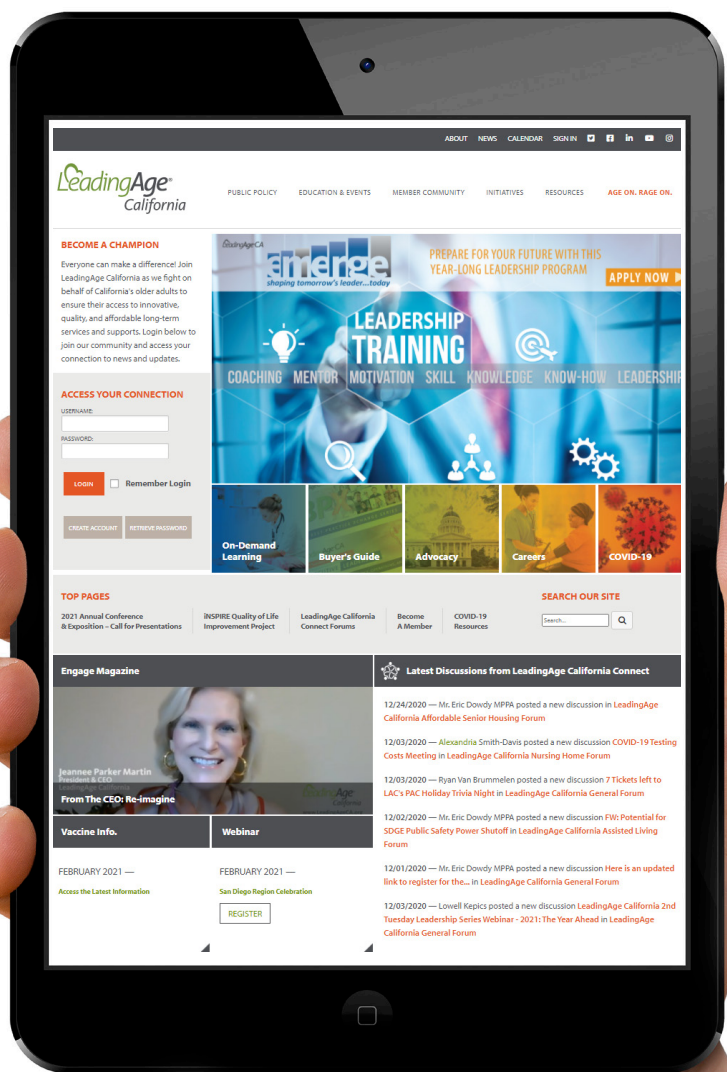 ABOUT NEWS CALENDAR SIGN IN
LeadingAge®
California
PUBLIC POLICY EDUCATION & EVENTS MEMBER COMMUNITY INITIATIVES RESOURCES AGE ON. RAGE ON.
BECOME A CHAMPION
Everyone can make a difference! Join
LeadingAge California as we fight on
behalf of California's older adults to
ensure their access to innovative,
quality, and affordable long-term
services and supports. Login below to
join our community and access your
connection to news and updates.
ACCESS YOUR CONNECTION
USERNAME:
PASSWORD:
LOGIN Remember Login
CREATE ACCOUNT RETRIEVE PASSWORD
LeadingAge CA
emerge
shaping tomorrow's leader...today
PREPARE FOR YOUR FUTURE WITH THIS
YEAR-LONG LEADERSHIP PROGRAM
APPLY NOW
LEADERSHIP
TRAINING
COACHING MENTOR MOTIVATION SKILL KNOWLEDGE KNOW-HOW LEADERSHIP
On-Demand
Learning
Buyer's Guide
Advocacy
Careers
COVID-19
TOP PAGES
2021 Annual Conference
& Exposition – Call for Presentations
iNSPIRE Quality of Life
Improvement Project
LeadingAge California
Connect Forums
Become
A Member
COVID-19
Resources
SEARCH OUR SITE
Search...
Engage Magazine
Jeannee Parker Martin
President & CEO
LeadingAge California
LeadingAge
California
From The CEO: Re-imagine
Vaccine Info.
FEBRUARY 2021 —
Access the Latest Information
Webinar
FEBRUARY 2021 —
San Diego Region Celebration
REGISTER
Latest Discussions from LeadingAge California Connect
12/24/2020 — Mr. Eric Dowdy MPPA posted a new discussion in LeadingAge
California Affordable Senior Housing Forum
12/03/2020 — Alexandria Smith-Davis posted a new discussion COVID-19 Testing
Costs Meeting in LeadingAge California Nursing Home Forum
12/03/2020 — Ryan Van Brummelen posted a new discussion 7 Tickets left to
LAC's PAC Holiday Trivia Night in LeadingAge California General Forum
12/02/2020 — Mr. Eric Dowdy MPPA posted a new discussion FW: Potential for
SDGE Public Safety Power Shutoff in LeadingAge California Assisted Living
Forum
12/01/2020 — Mr. Eric Dowdy MPPA posted a new discussion Here is an updated
link to register for the... in LeadingAge California General Forum
12/03/2020 — Lowell Kepics posted a new discussion LeadingAge California 2nd
Tuesday Leadership Series Webinar - 2021: The Year Ahead in LeadingAge
California General Forum